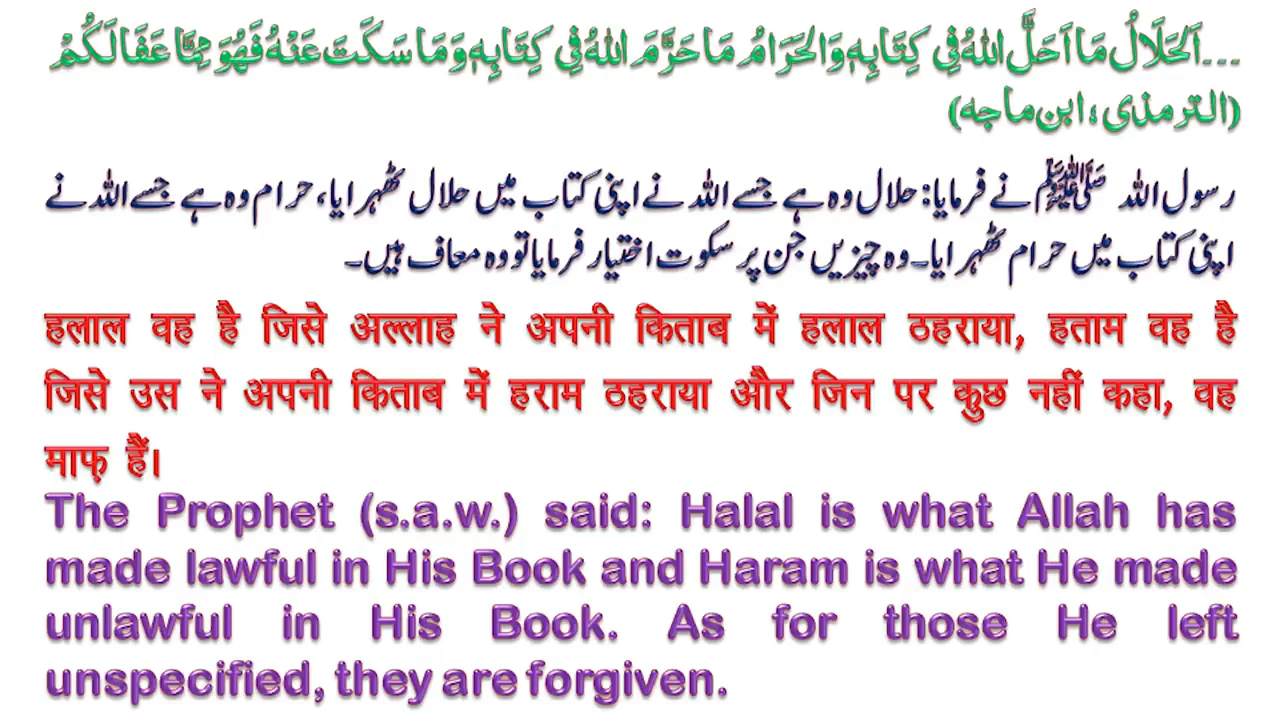 ...اَلْحَلَالُ مَا اَحَلَّ اللهُ فِي كِتَابِهٖ وَالْحَرَامُ مَا حَرَّمَ اللهُ فِي كِتَابِهٖ وَمَا سَكَتَ عَنْهُ فَهُوَ مِمَّا عَفَا لَكُمْ
(الترمذی، ابن ماجه)
رسول اللہ ﷺ نے فرمایا: حلال وہ ہے جسے اللہ نے اپنی کتاب میں حلال ٹھہرایا، حرام وہ ہے جسے اللہ نے
اپنی کتاب میں حرام ٹھہرایا۔ وہ چیزیں جن پر سکوت اختیار فرمایا تو وہ معاف ہیں۔
हलाल वह है जिसे अल्लाह ने अपनी किताब में हलाल ठहराया, हताम वह है
जिसे उस ने अपनी किताब में हराम ठहराया और जिन पर कुछ नहीं कहा, वह
माफ़ हैं।
The Prophet (s.a.w.) said: Halal is what Allah has
made lawful in His Book and Haram is what He made
unlawful in His Book. As for those He left
unspecified, they are forgiven.